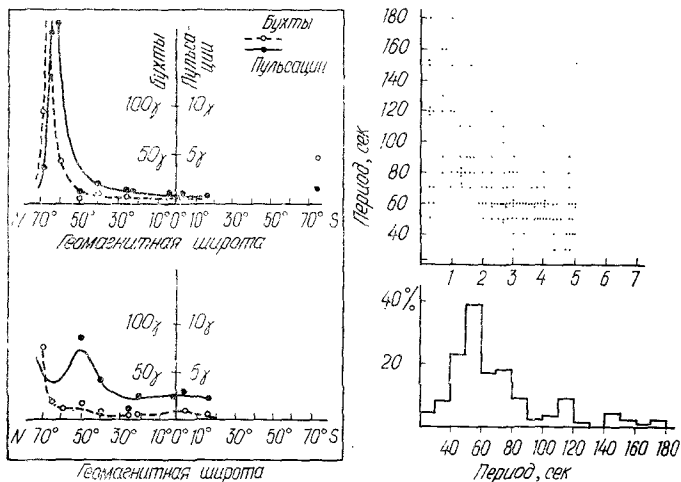 Бухты
Пульсации
Бухты
Пульса-
ции
100γ 10γ
50γ 5γ
N 70° 50° 30° 10° 0° 10° 30° 50° 70° S
Геомагнитная широта
100γ 10γ
50γ 5γ
N 70° 50° 30° 10° 0° 10° 30° 50° 70° S
Геомагнитная широта
180
160
140
120
100
80
60
40
Период, сек
1 2 3 4 5 6 7
40%
20
40 60 80 100 120 140 160 180
Период, сек